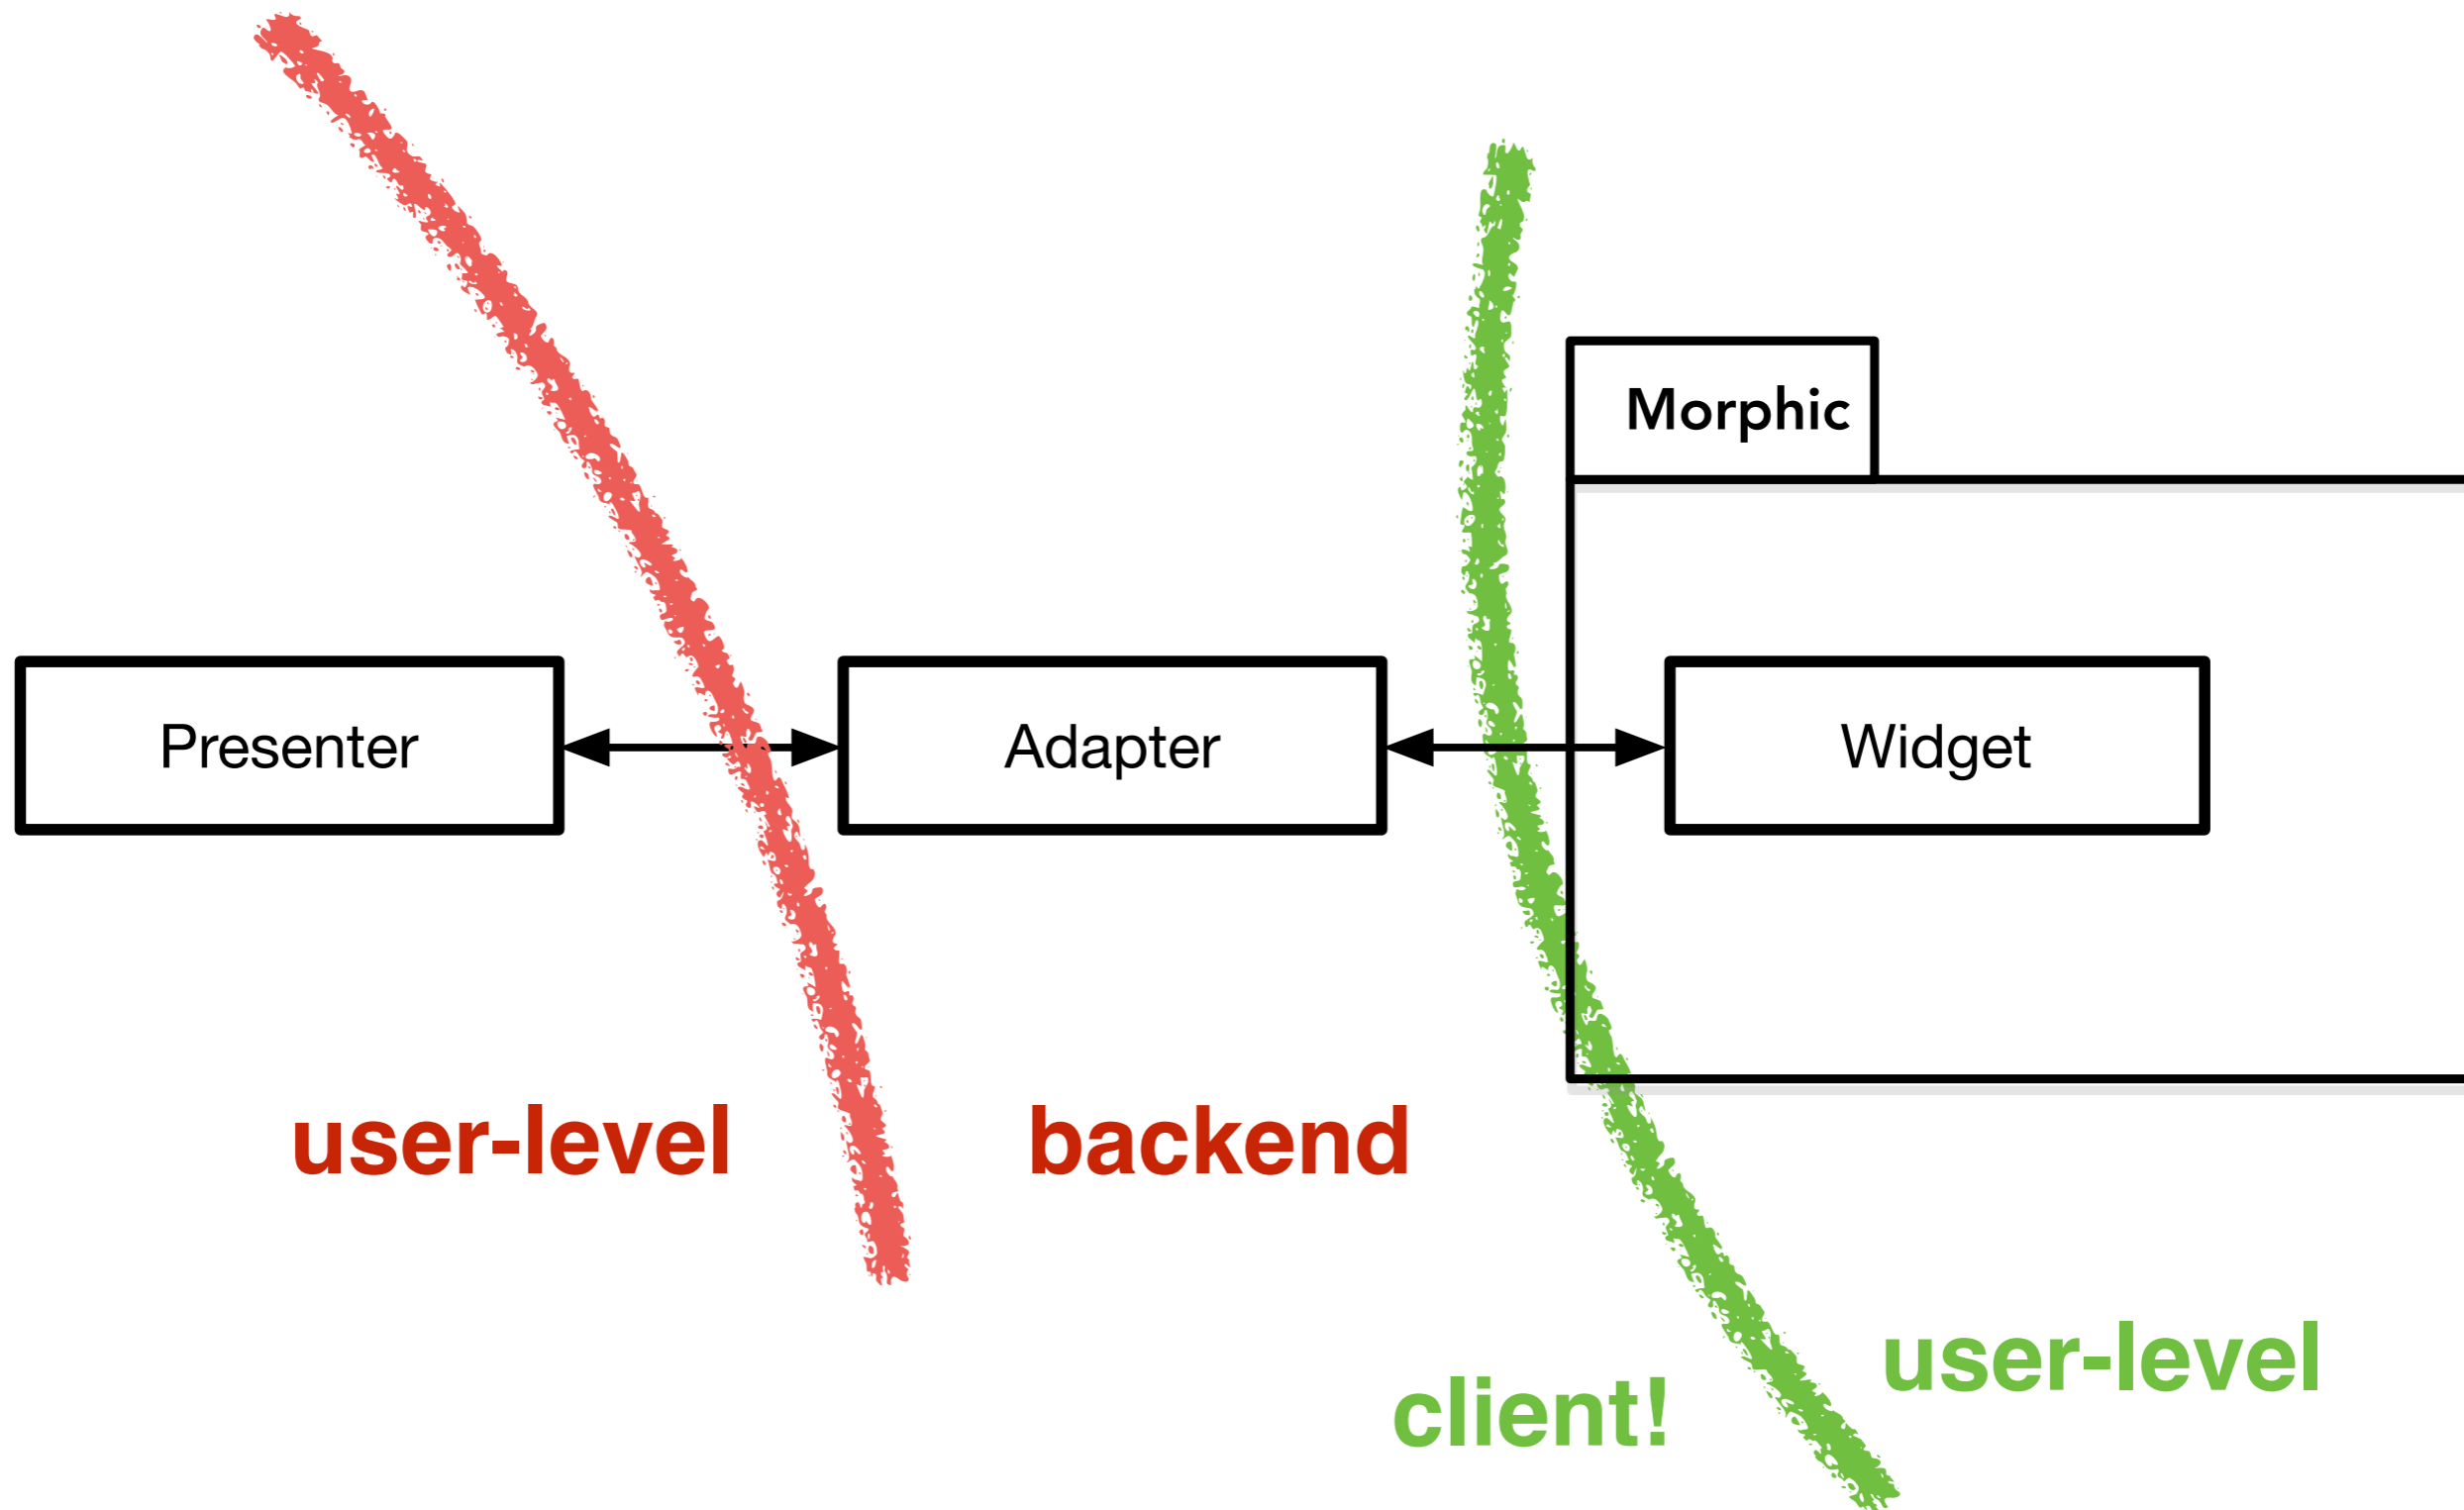 Morphic
Presenter
Adapter
Widget
user-level
backend
user-level
client!